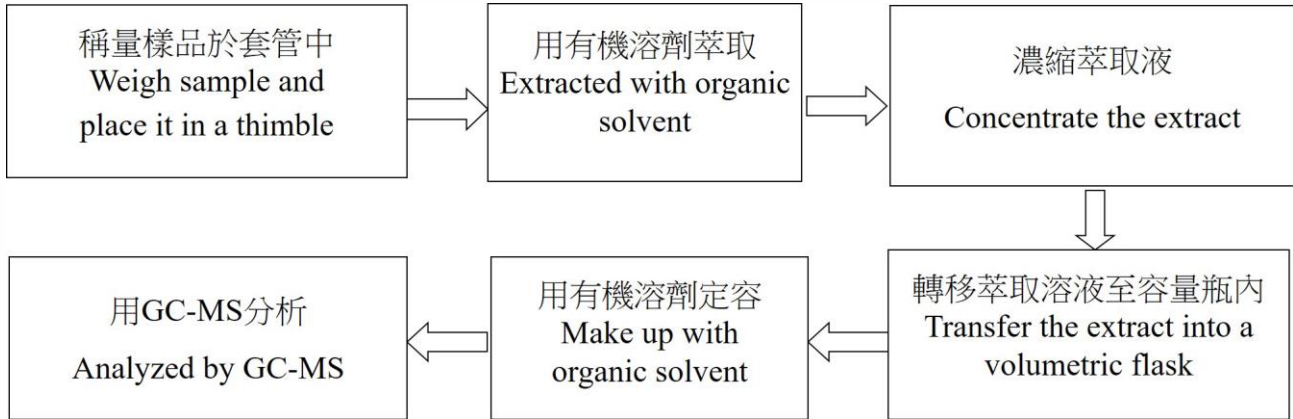 稱量樣品於套管中
Weigh sample and
place it in a thimble
用有機溶劑萃取
Extracted with organic
solvent
濃縮萃取液
Concentrate the extract
轉移萃取溶液至容量瓶內
Transfer the extract into a
volumetric flask
用有機溶劑定容
Make up with
organic solvent
用GC-MS分析
Analyzed by GC-MS